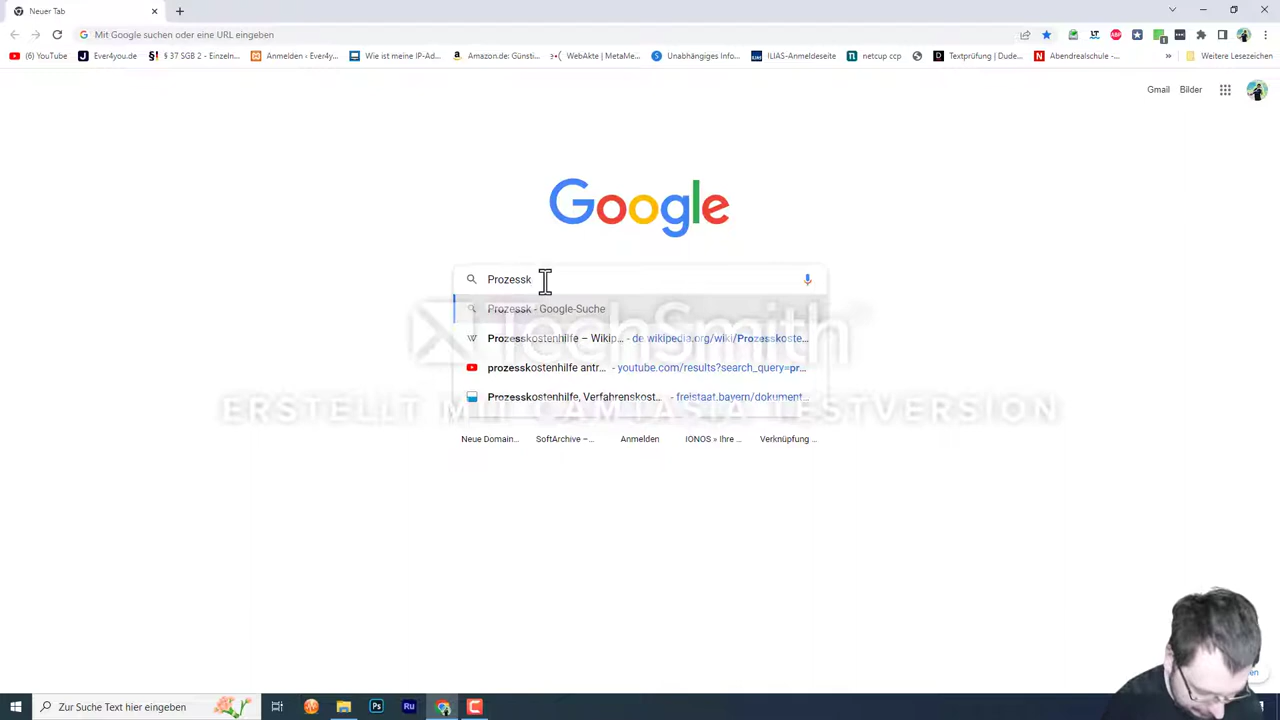 Neuer Tab
Mit Google suchen oder eine URL eingeben
(6) YouTube
Ever4you.de
§ 37 SGB 2 - Einzeln...
Anmelden ‹ Ever4y...
Wie ist meine IP-Ad...
Amazon.de: Günsti...
WebAkte | MetaMe...
Unabhängiges Info...
ILIAS-Anmeldeseite
netcup ccp
Textprüfung | Dude...
Abendrealschule -...
»
Weitere Lesezeichen
Gmail
Bilder
Google
Prozessk
Prozessk - Google-Suche
Prozesskostenhilfe – Wikip... - de.wikipedia.org/wiki/Prozesskoste...
prozesskostenhilfe antr... - youtube.com/results?search_query=pr...
Prozesskostenhilfe, Verfahrenskost... - freistaat.bayern/dokument...
TechSmith
ERSTELLT MIT CAMTASIA TESTVERSION
Neue Domain...
SoftArchive –...
Anmelden
IONOS » Ihre ...
Verknüpfung ...
Zur Suche Text hier eingeben
Ps
Ru